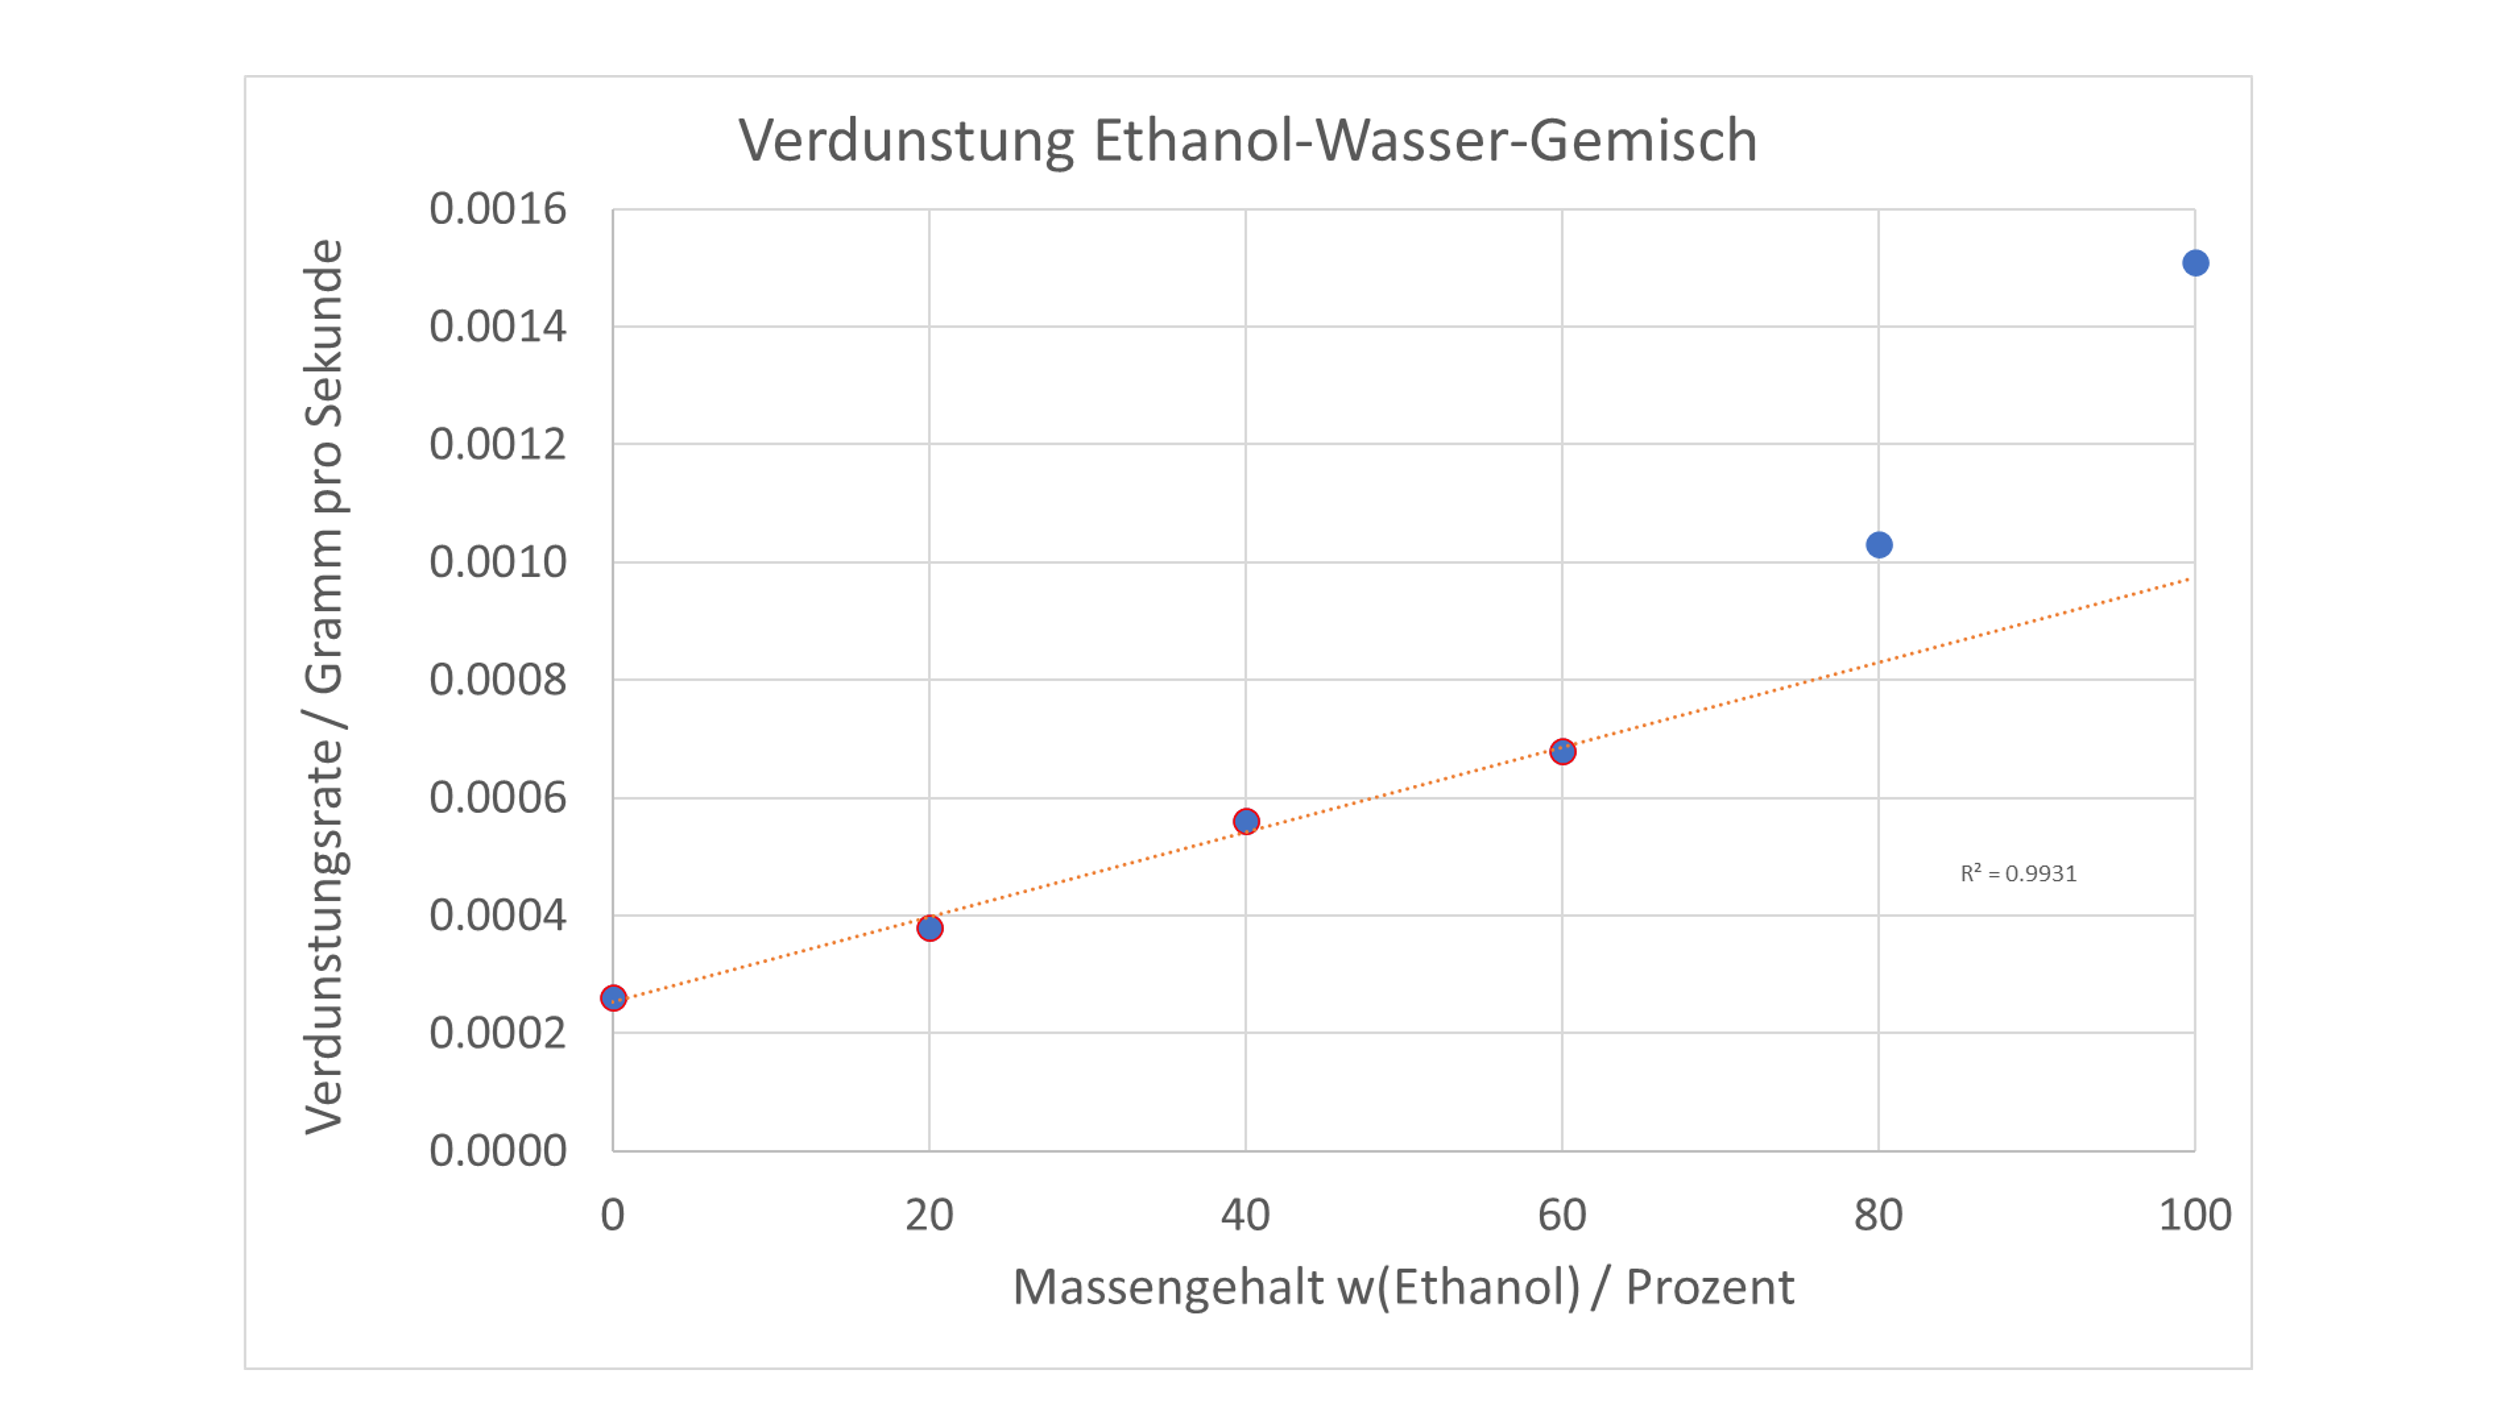 Verdunstung Ethanol-Wasser-Gemisch
Verdunstungsrate / Gramm pro Sekunde
0.0016
0.0014
0.0012
0.0010
0.0008
0.0006
0.0004
0.0002
0.0000
R² = 0.9931
0 20 40 60 80 100
Massengehalt w(Ethanol) / Prozent